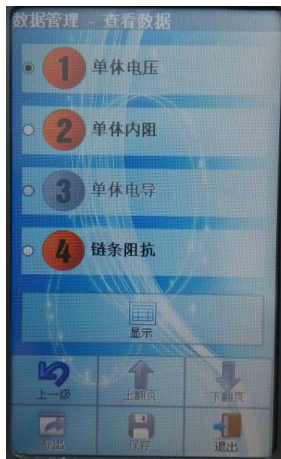 数据管理 - 查看数据
1 单体电压
2 单体内阻
3 单体电导
4 链条阻抗
显示
上一级 上翻页 下翻页
导出 保存 退出